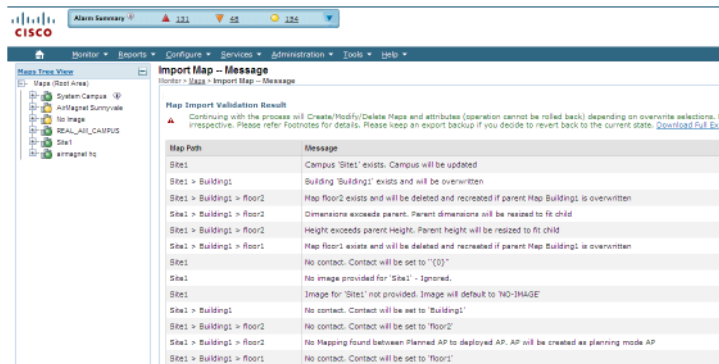 Alarm Summary 131 48 134
CISCO
Monitor Reports Configure Services Administration Tools Help
Maps Tree View
Import Map -- Message
Monitor > Maps > Import Map -- Message
Maps (Root Area)
System Campus
AirMagnet Sunnyvale
No Image
REAL_AM_CAMPUS
Site1
airmagnet hq
Map Import Validation Result
Continuing with the process will Create/Modify/Delete Maps and attributes (operation cannot be rolled back) depending on overwrite selections.
irrespective. Please refer Footnotes for details. Please keep an export backup if you decide to revert back to the current state. Download Full Ex
Map Path Message
Site1 Campus 'Site1' exists. Campus will be updated
Site1 > Building1 Building 'Building1' exists and will be overwritten
Site1 > Building1 > floor2 Map floor2 exists and will be deleted and recreated if parent Map Building1 is overwritten
Site1 > Building1 > floor2 Dimensions exceeds parent. Parent dimensions will be resized to fit child
Site1 > Building1 > floor2 Height exceeds parent Height. Parent height will be resized to fit child
Site1 > Building1 > floor1 Map floor1 exists and will be deleted and recreated if parent Map Building1 is overwritten
Site1 No contact. Contact will be set to ''{0}''
Site1 No image provided for 'Site1' - Ignored.
Site1 Image for 'Site1' not provided. Image will default to 'NO-IMAGE'
Site1 > Building1 No contact. Contact will be set to 'Building1'
Site1 > Building1 > floor2 No contact. Contact will be set to 'floor2'
Site1 > Building1 > floor2 No Mapping found between Planned AP to deployed AP. AP will be created as planning mode AP
Site1 > Building1 > floor1 No contact. Contact will be set to 'floor1'